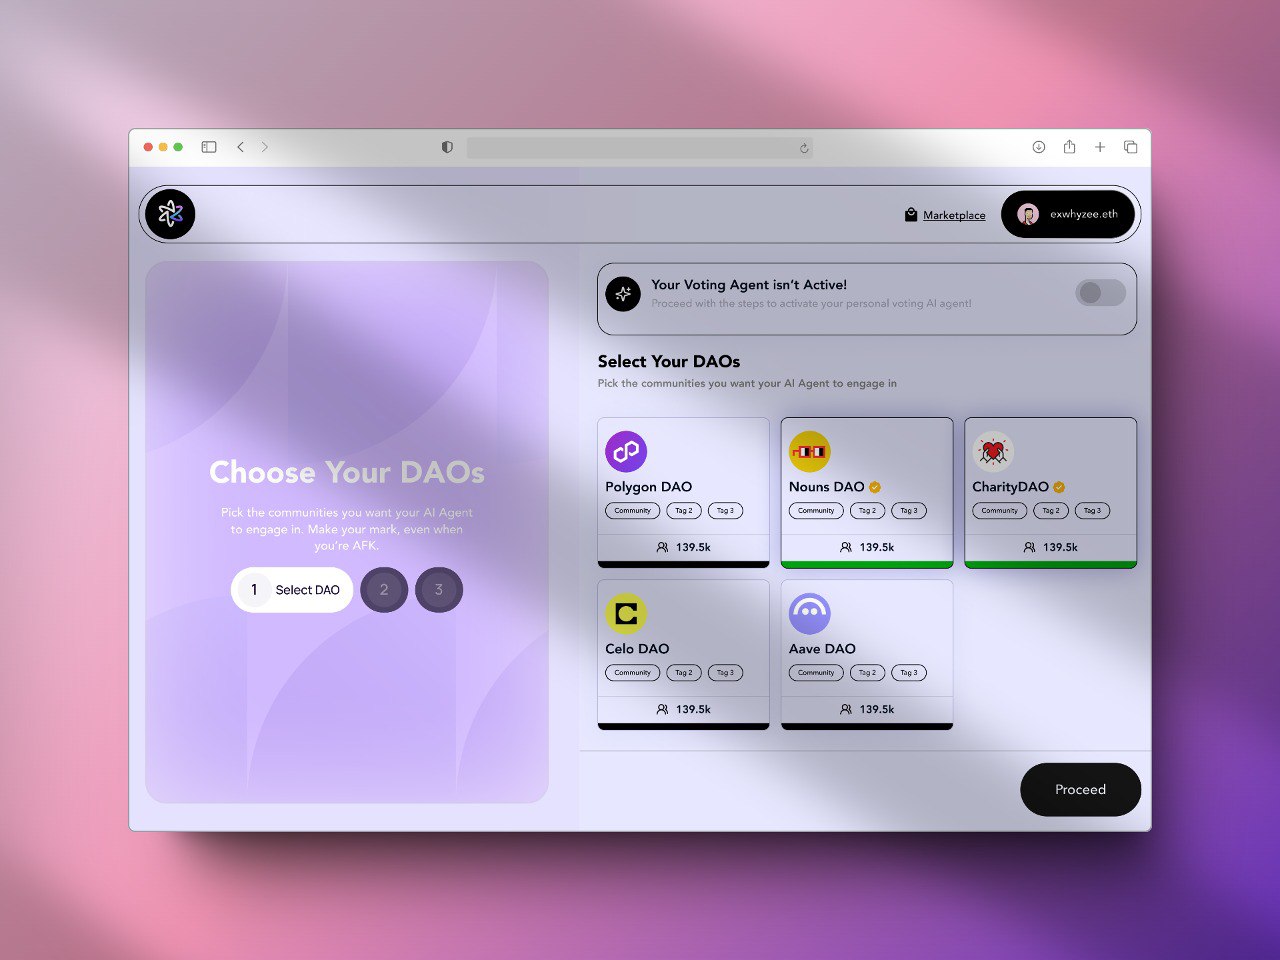 Marketplace
exwhyzee.eth
Choose Your DAOs
Pick the communities you want your AI Agent
to engage in. Make your mark, even when
you're AFK.
1 Select DAO 2 3
Your Voting Agent isn't Active!
Proceed with the steps to activate your personal voting AI agent!
Select Your DAOs
Pick the communities you want your AI Agent to engage in
Polygon DAO
Community Tag 2 Tag 3
139.5k
Nouns DAO
Community Tag 2 Tag 3
139.5k
CharityDAO
Community Tag 2 Tag 3
139.5k
Celo DAO
Community Tag 2 Tag 3
139.5k
Aave DAO
Community Tag 2 Tag 3
139.5k
Proceed